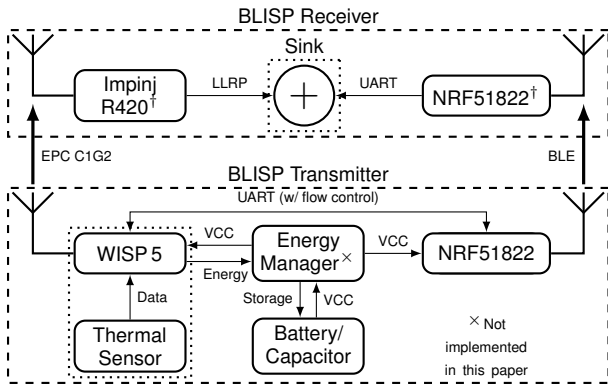 BLISP Receiver
Sink
Impinj
R420†
LLRP
+
UART
NRF51822†
EPC C1G2
BLE
BLISP Transmitter
UART (w/ flow control)
WISP 5
VCC
Energy
Energy
Manager×
VCC
NRF51822
Data
Storage
VCC
Thermal
Sensor
Battery/
Capacitor
× Not
implemented
in this paper